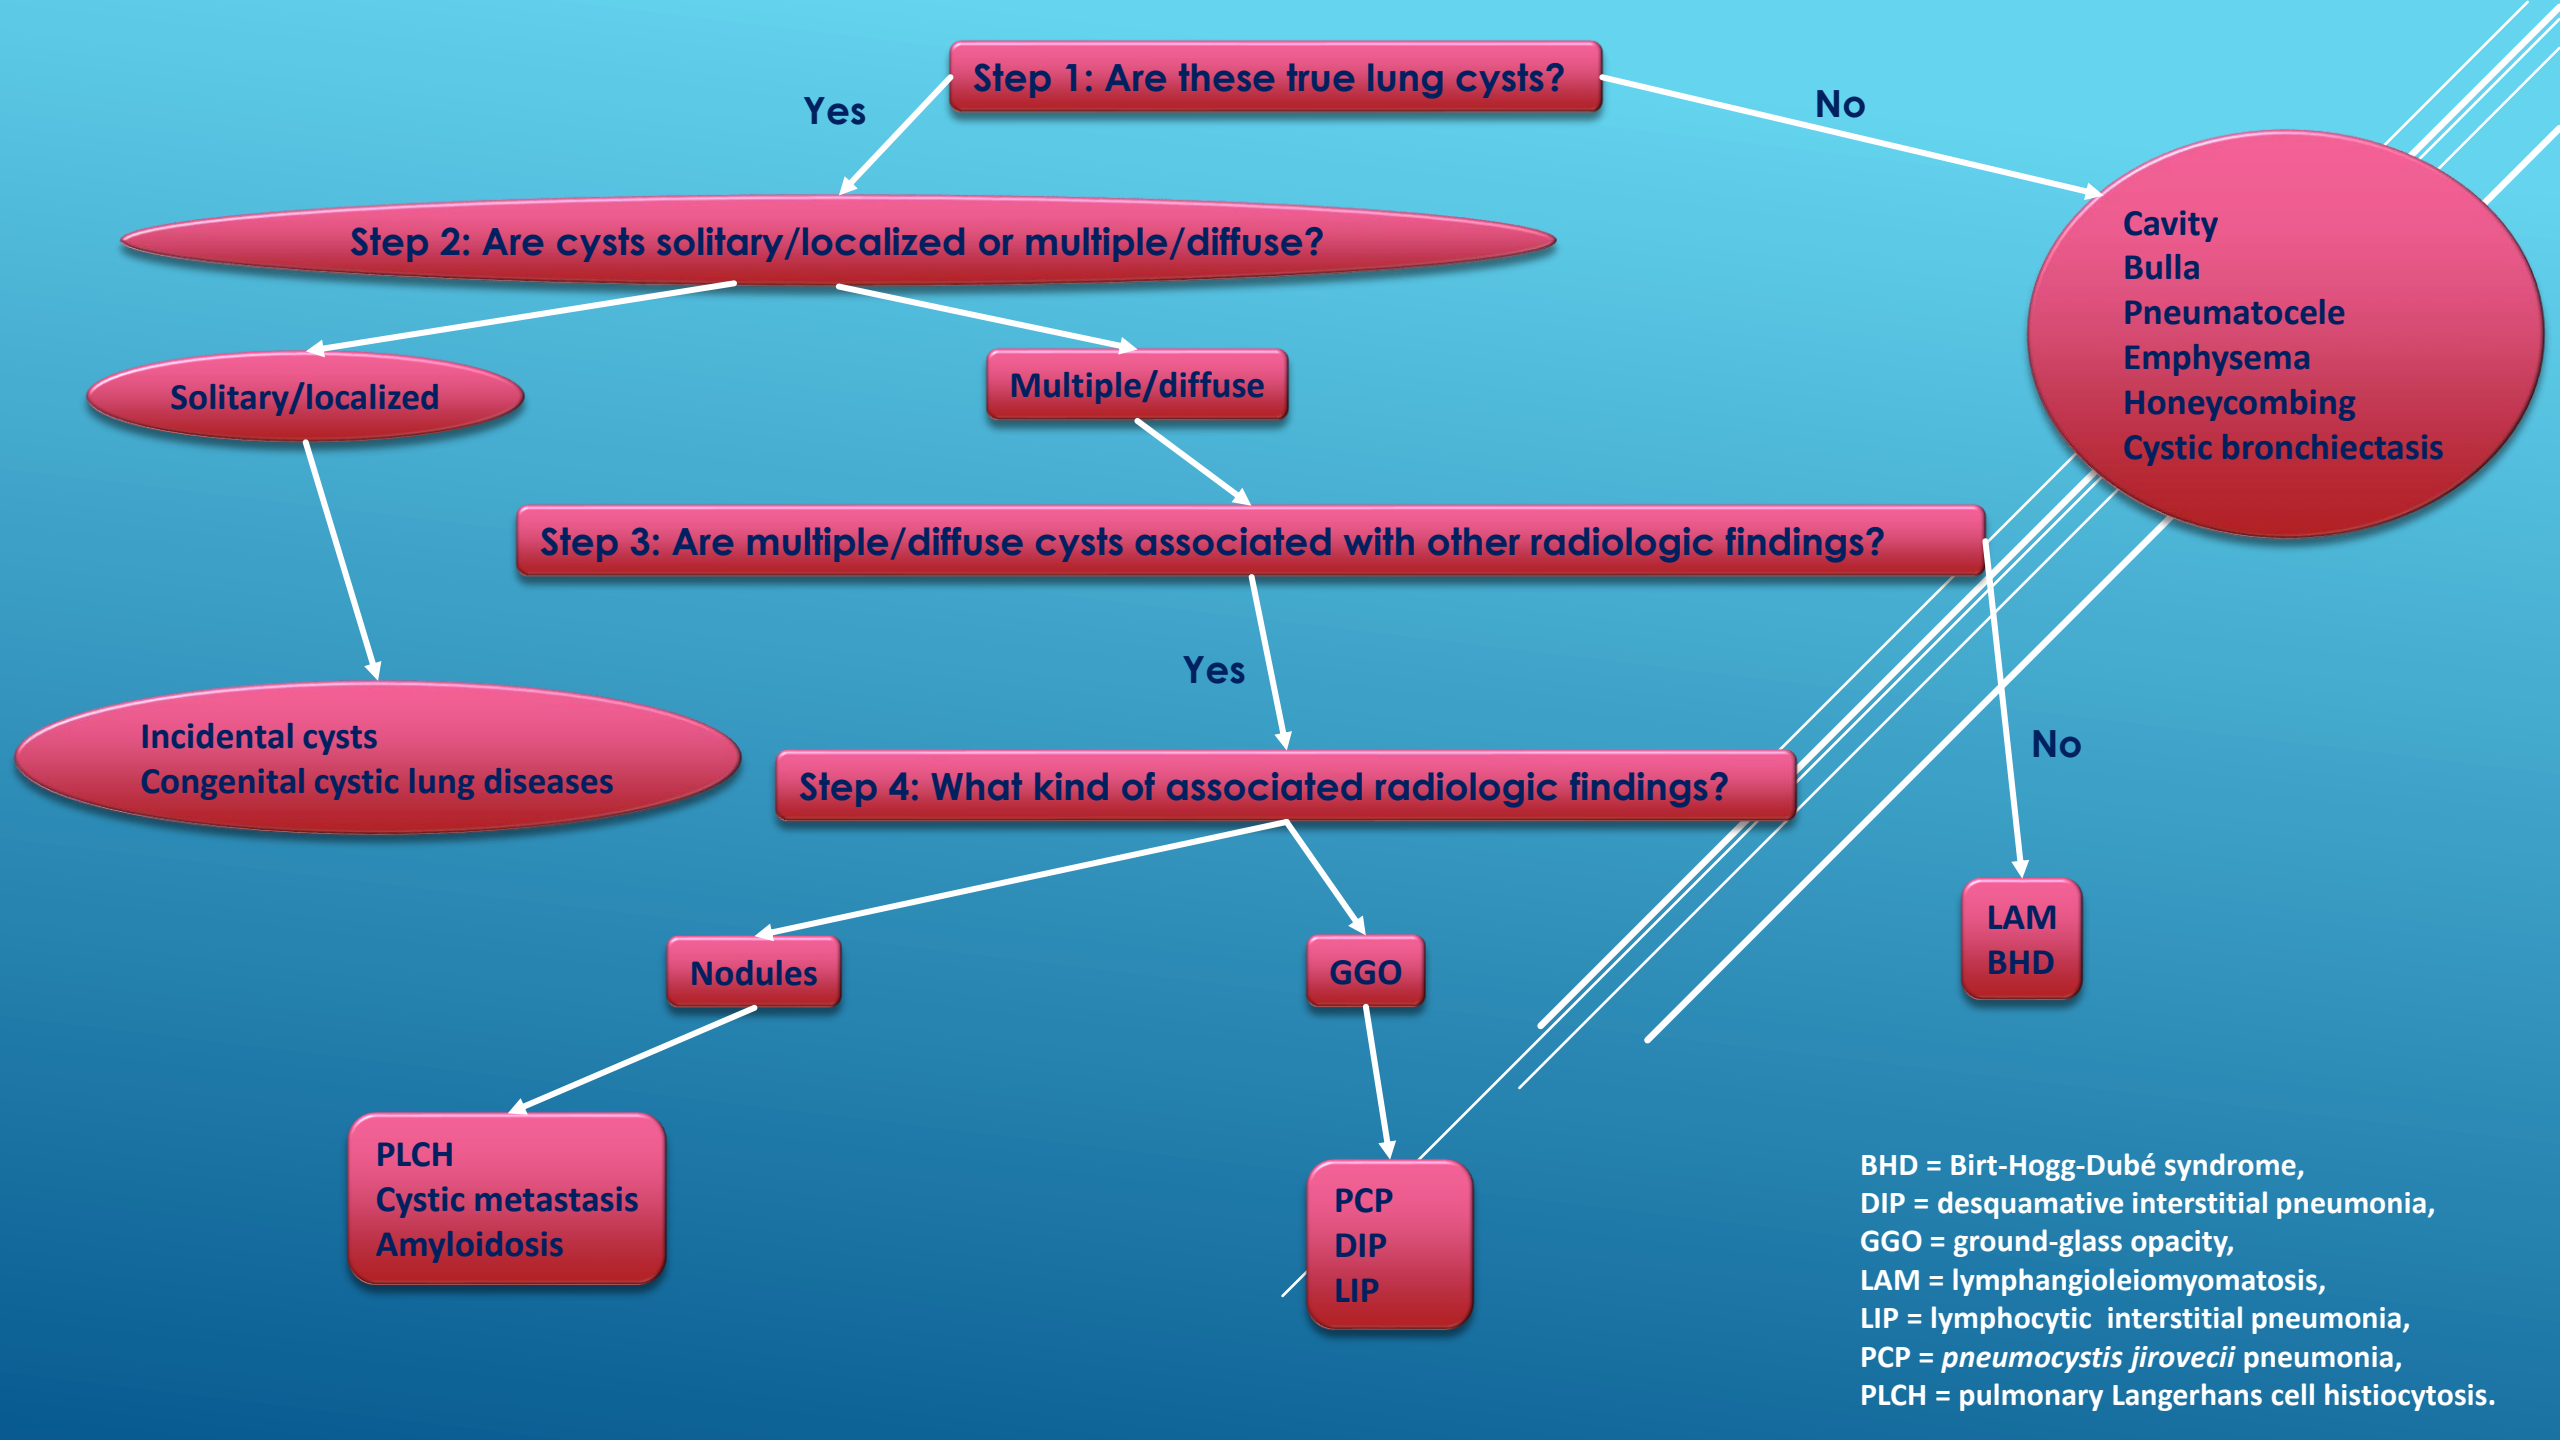 Step 1: Are these true lung cysts?
Yes
No
Step 2: Are cysts solitary/localized or multiple/diffuse?
Cavity
Bulla
Pneumatocele
Emphysema
Honeycombing
Cystic bronchiectasis
Solitary/localized
Multiple/diffuse
Step 3: Are multiple/diffuse cysts associated with other radiologic findings?
Yes
No
Incidental cysts
Congenital cystic lung diseases
Step 4: What kind of associated radiologic findings?
LAM
BHD
Nodules
GGO
PLCH
Cystic metastasis
Amyloidosis
PCP
DIP
LIP
BHD = Birt-Hogg-Dubé syndrome,
DIP = desquamative interstitial pneumonia,
GGO = ground-glass opacity,
LAM = lymphangioleiomyomatosis,
LIP = lymphocytic  interstitial pneumonia,
PCP = pneumocystis jirovecii pneumonia,
PLCH = pulmonary Langerhans cell histiocytosis.